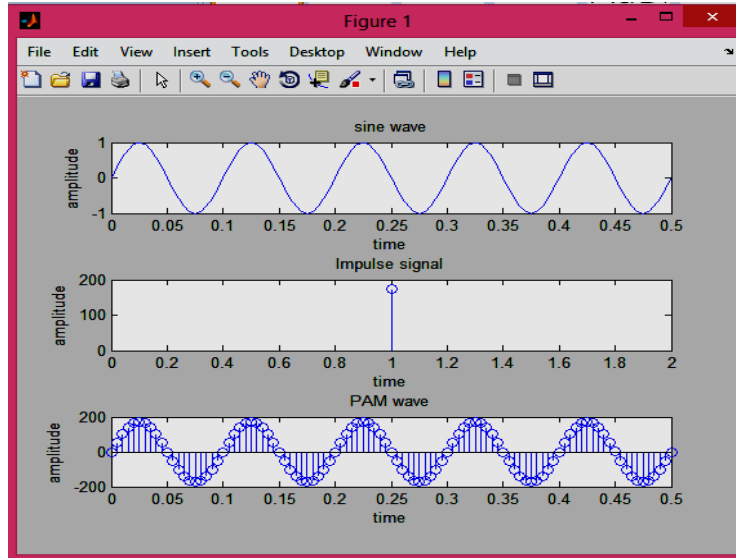 Figure 1
File Edit View Insert Tools Desktop Window Help
sine wave
1
0
-1
amplitude
0 0.05 0.1 0.15 0.2 0.25 0.3 0.35 0.4 0.45 0.5
time
Impulse signal
200
100
0
amplitude
0 0.2 0.4 0.6 0.8 1 1.2 1.4 1.6 1.8 2
time
PAM wave
200
0
-200
amplitude
0 0.05 0.1 0.15 0.2 0.25 0.3 0.35 0.4 0.45 0.5
time